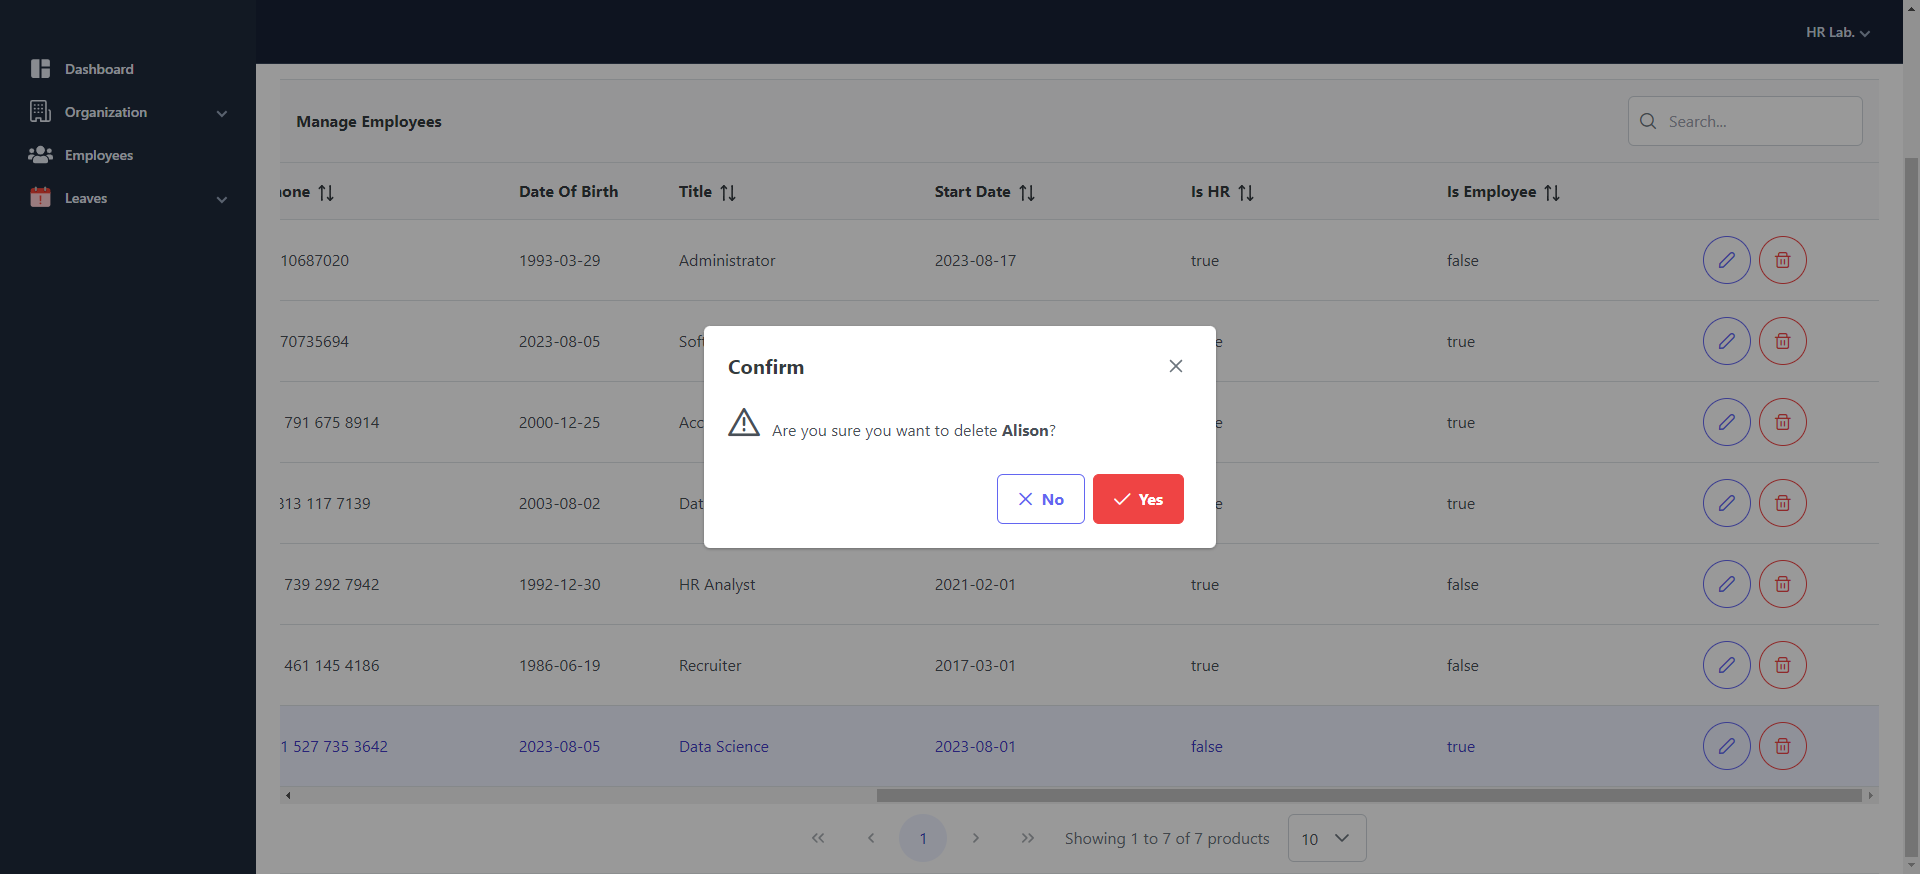 HR Lab.
Dashboard
Organization
Employees
Leaves
Manage Employees
Search...
Date Of Birth Title Start Date Is HR Is Employee
10687020 1993-03-29 Administrator 2023-08-17 true false
70735694 2023-08-05 true
791 675 8914 2000-12-25 true
117 7139 2003-08-02 true
739 292 7942 1992-12-30 HR Analyst 2021-02-01 true false
461 145 4186 1986-06-19 Recruiter 2017-03-01 true false
1 527 735 3642 2023-08-05 Data Science 2023-08-01 false true
Confirm
Are you sure you want to delete Alison?
No Yes
1 Showing 1 to 7 of 7 products 10